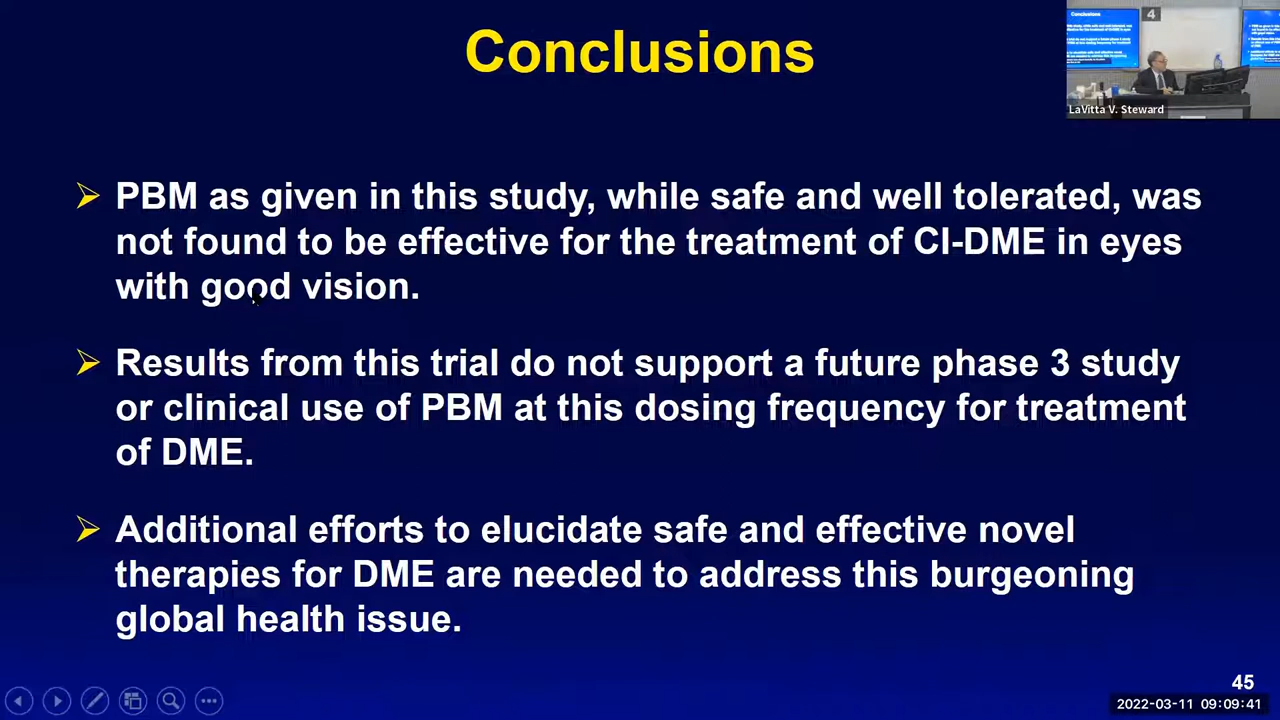 Conclusions
4
LaVitta V. Steward
PBM as given in this study, while safe and well tolerated, was
not found to be effective for the treatment of CI-DME in eyes
with good vision.
Results from this trial do not support a future phase 3 study
or clinical use of PBM at this dosing frequency for treatment
of DME.
Additional efforts to elucidate safe and effective novel
therapies for DME are needed to address this burgeoning
global health issue.
45
2022-03-11 09:09:41